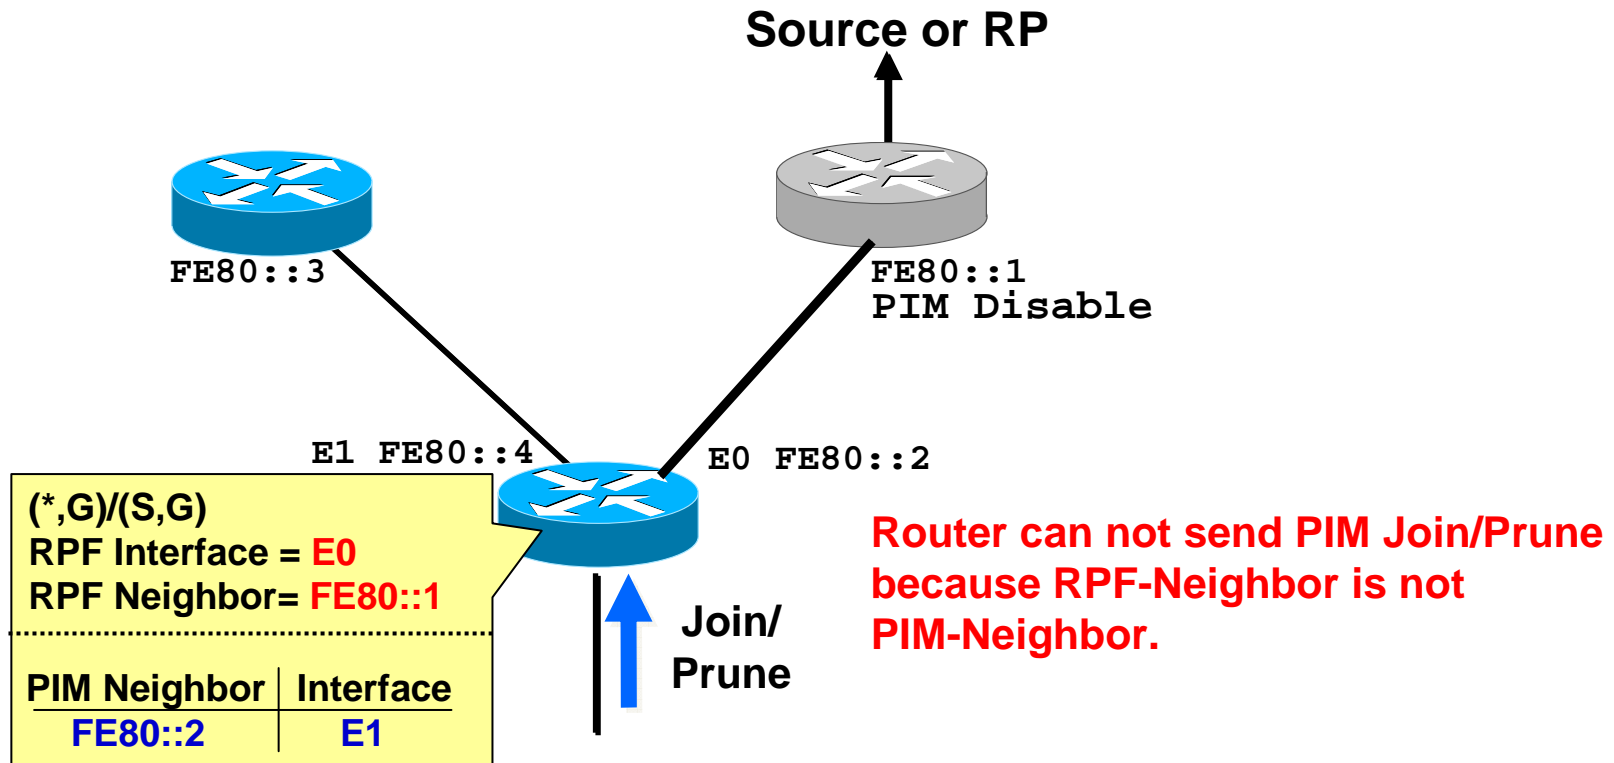 Source or RP
FE80::3
FE80::1
PIM Disable
E1 FE80::4
E0 FE80::2
(*,G)/(S,G)
RPF Interface = E0
RPF Neighbor= FE80::1
PIM Neighbor Interface
FE80::2 E1
Join/
Prune
Router can not send PIM Join/Prune
because RPF-Neighbor is not
PIM-Neighbor.